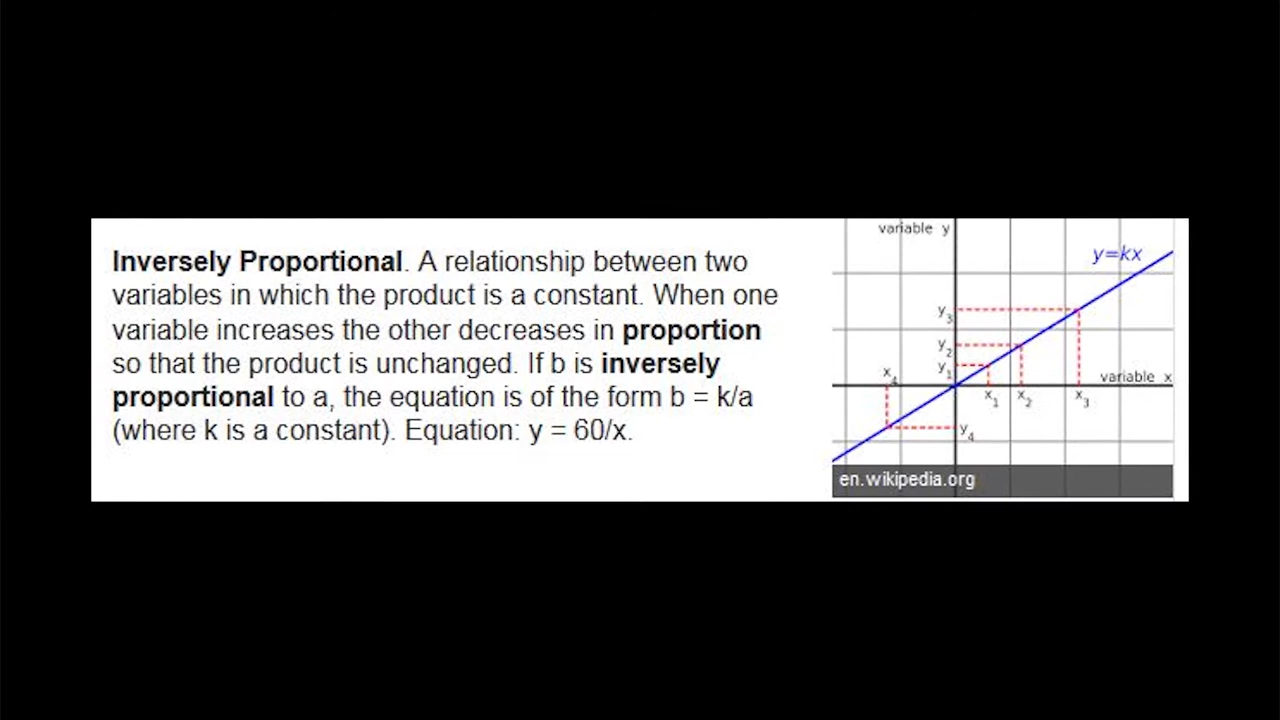 Inversely Proportional. A relationship between two
variables in which the product is a constant. When one
variable increases the other decreases in proportion
so that the product is unchanged. If b is inversely
proportional to a, the equation is of the form b = k/a
(where k is a constant). Equation: y = 60/x.
variable y
y=kx
y3
y2
y1
x4
variable x
x1 x2 x3
y4
en.wikipedia.org